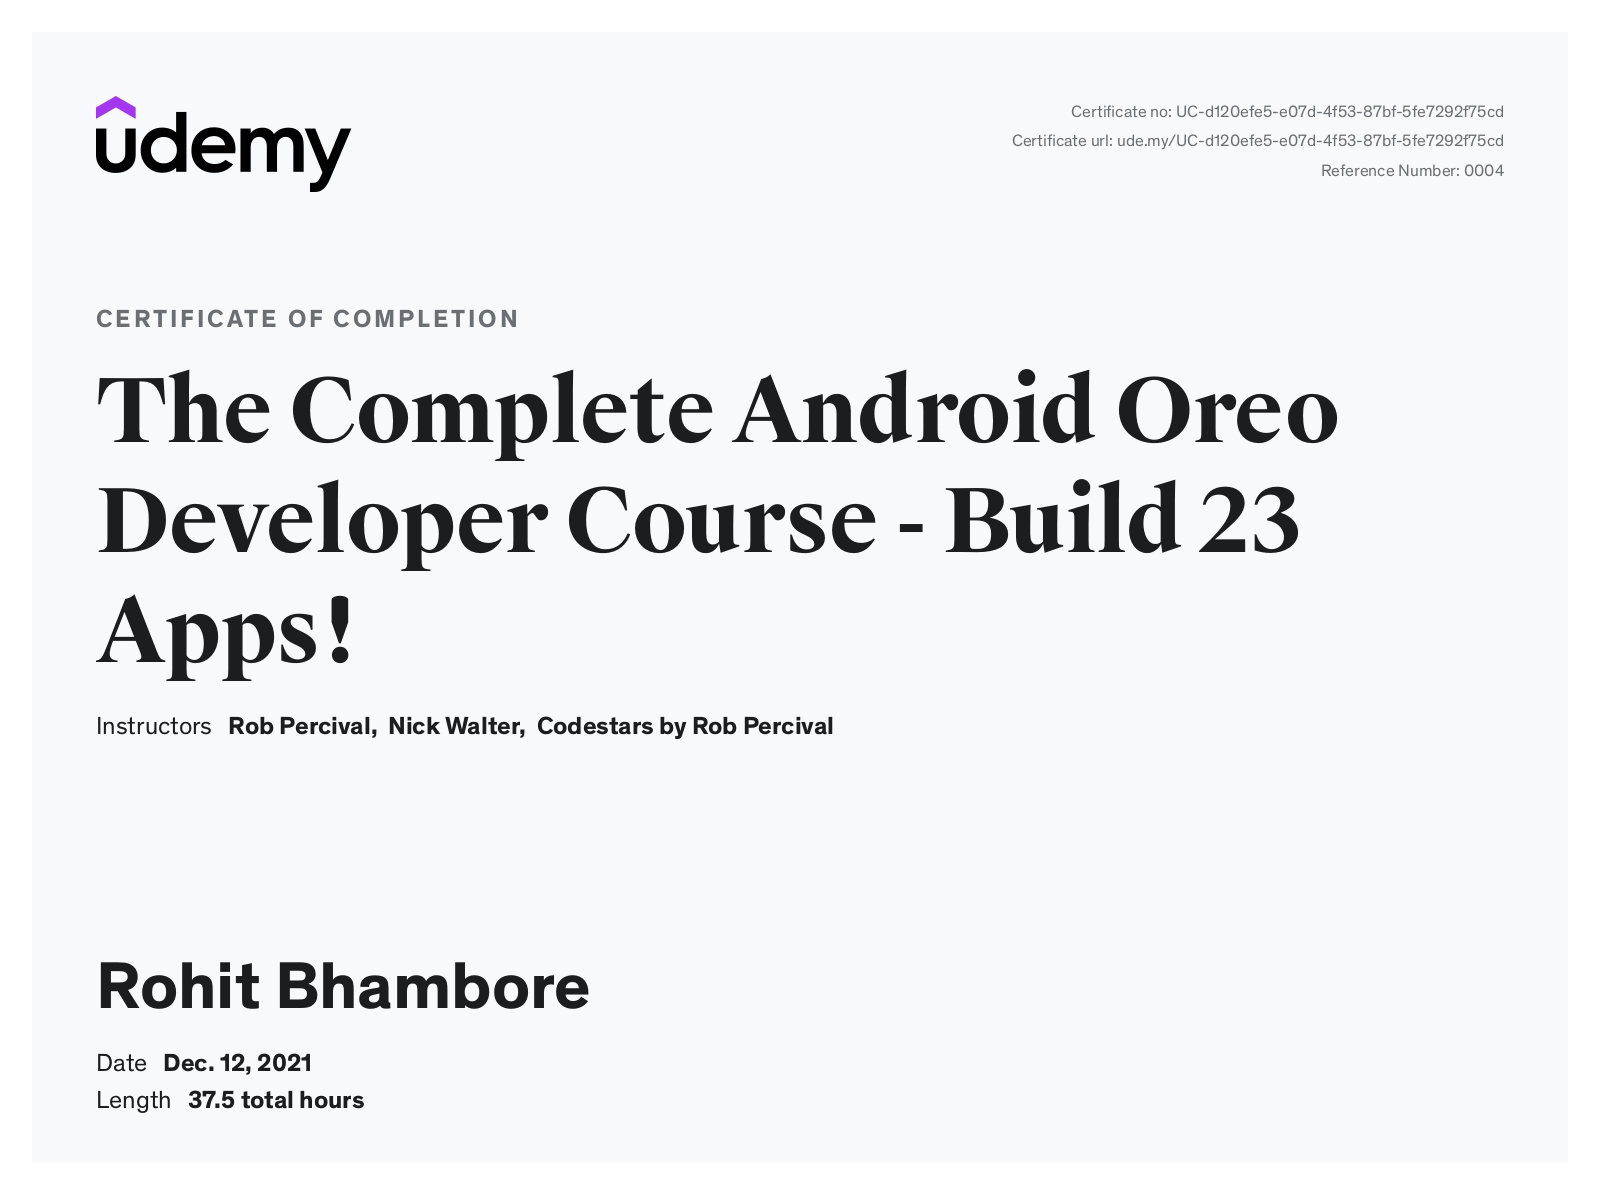 udemy
Certificate no: UC-d120efe5-e07d-4f53-87bf-5fe7292f75cd
Certificate url: ude.my/UC-d120efe5-e07d-4f53-87bf-5fe7292f75cd
Reference Number: 0004
CERTIFICATE OF COMPLETION
The Complete Android Oreo
Developer Course - Build 23
Apps!
Instructors Rob Percival, Nick Walter, Codestars by Rob Percival
Rohit Bhambore
Date Dec. 12, 2021
Length 37.5 total hours